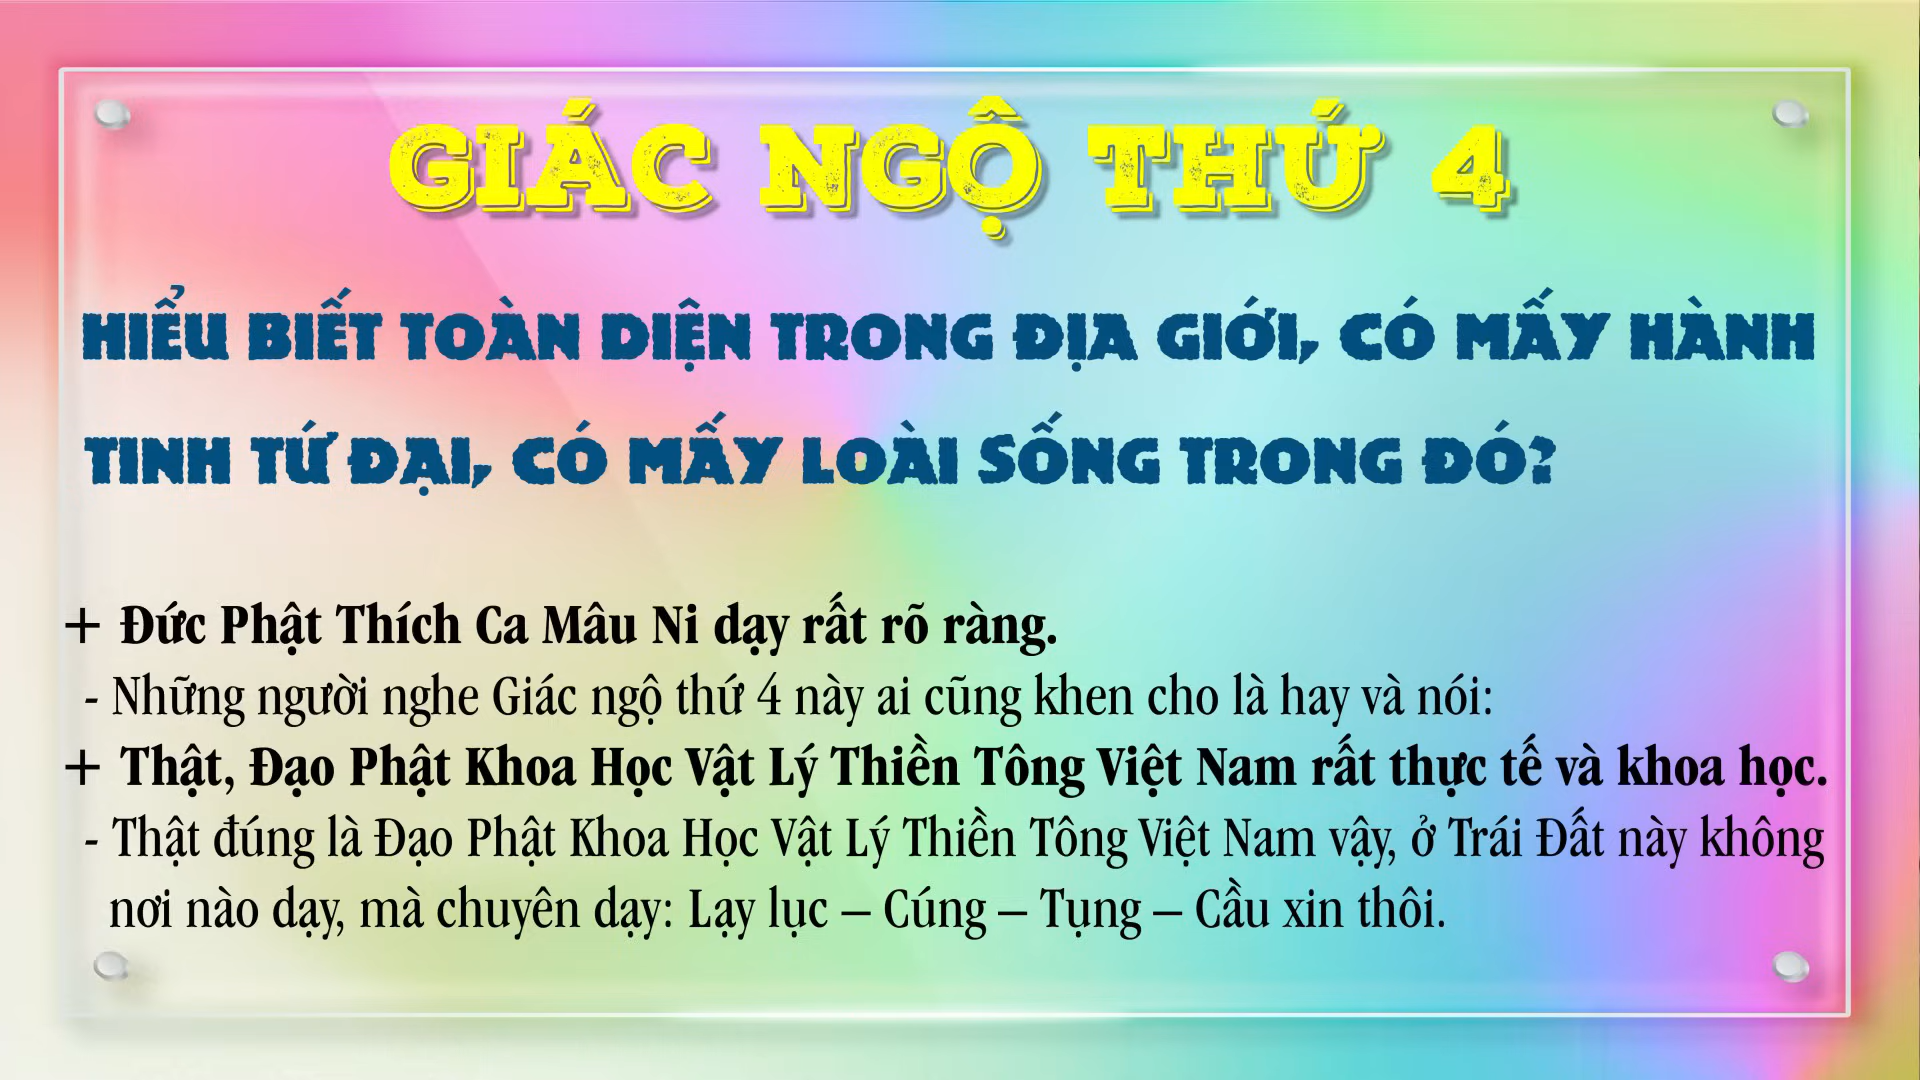 GIÁC NGỘ THỨ 4
HIỂU BIẾT TOÀN DIỆN TRONG ĐỊA GIỚI, CÓ MẤY HÀNH
TINH TỨ ĐẠI, CÓ MẤY LOÀI SỐNG TRONG ĐÓ?
+ Đức Phật Thích Ca Mâu Ni dạy rất rõ ràng.
- Những người nghe Giác ngộ thứ 4 này ai cũng khen cho là hay và nói:
+ Thật, Đạo Phật Khoa Học Vật Lý Thiền Tông Việt Nam rất thực tế và khoa học.
- Thật đúng là Đạo Phật Khoa Học Vật Lý Thiền Tông Việt Nam vậy, ở Trái Đất này không
nơi nào dạy, mà chuyên dạy: Lạy lục – Cúng – Tụng – Cầu xin thôi.